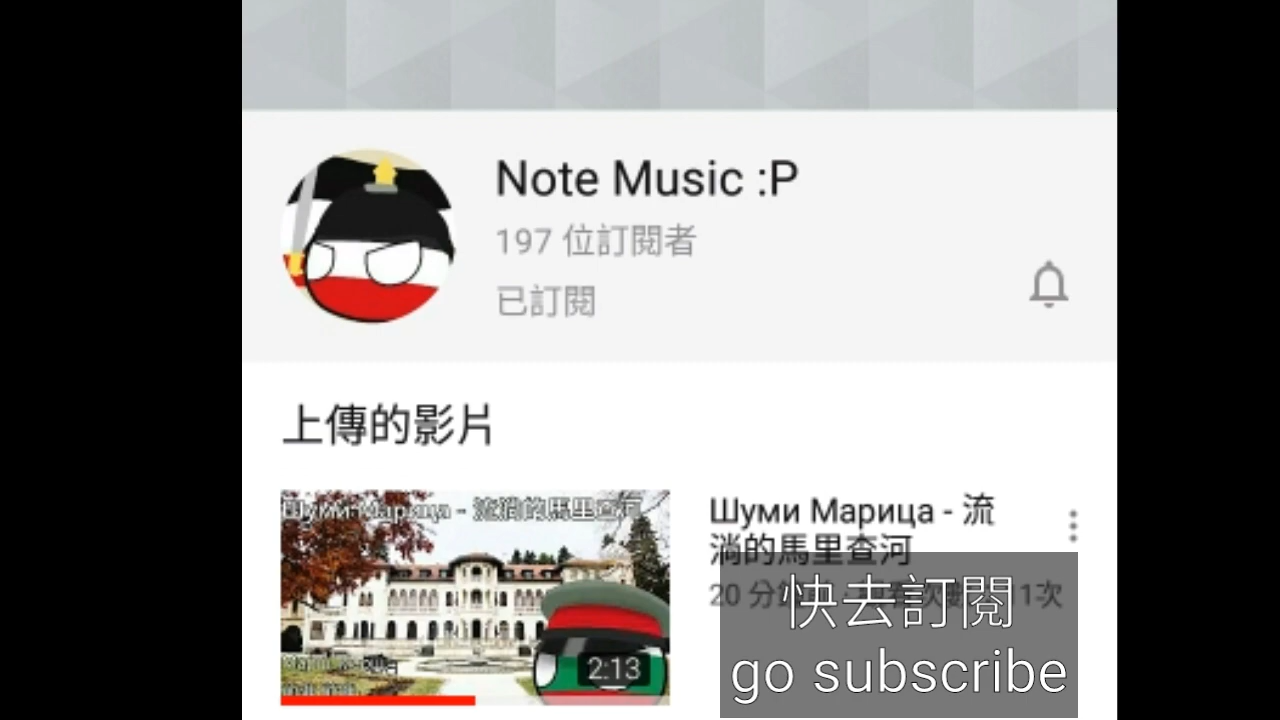 Note Music :P
197 位訂閱者
已訂閱
上傳的影片
Шуми Марица - 流淌的馬里查河
2:13
Шуми Марица - 流
淌的馬里查河
20 分
1次
快去訂閱
go subscribe